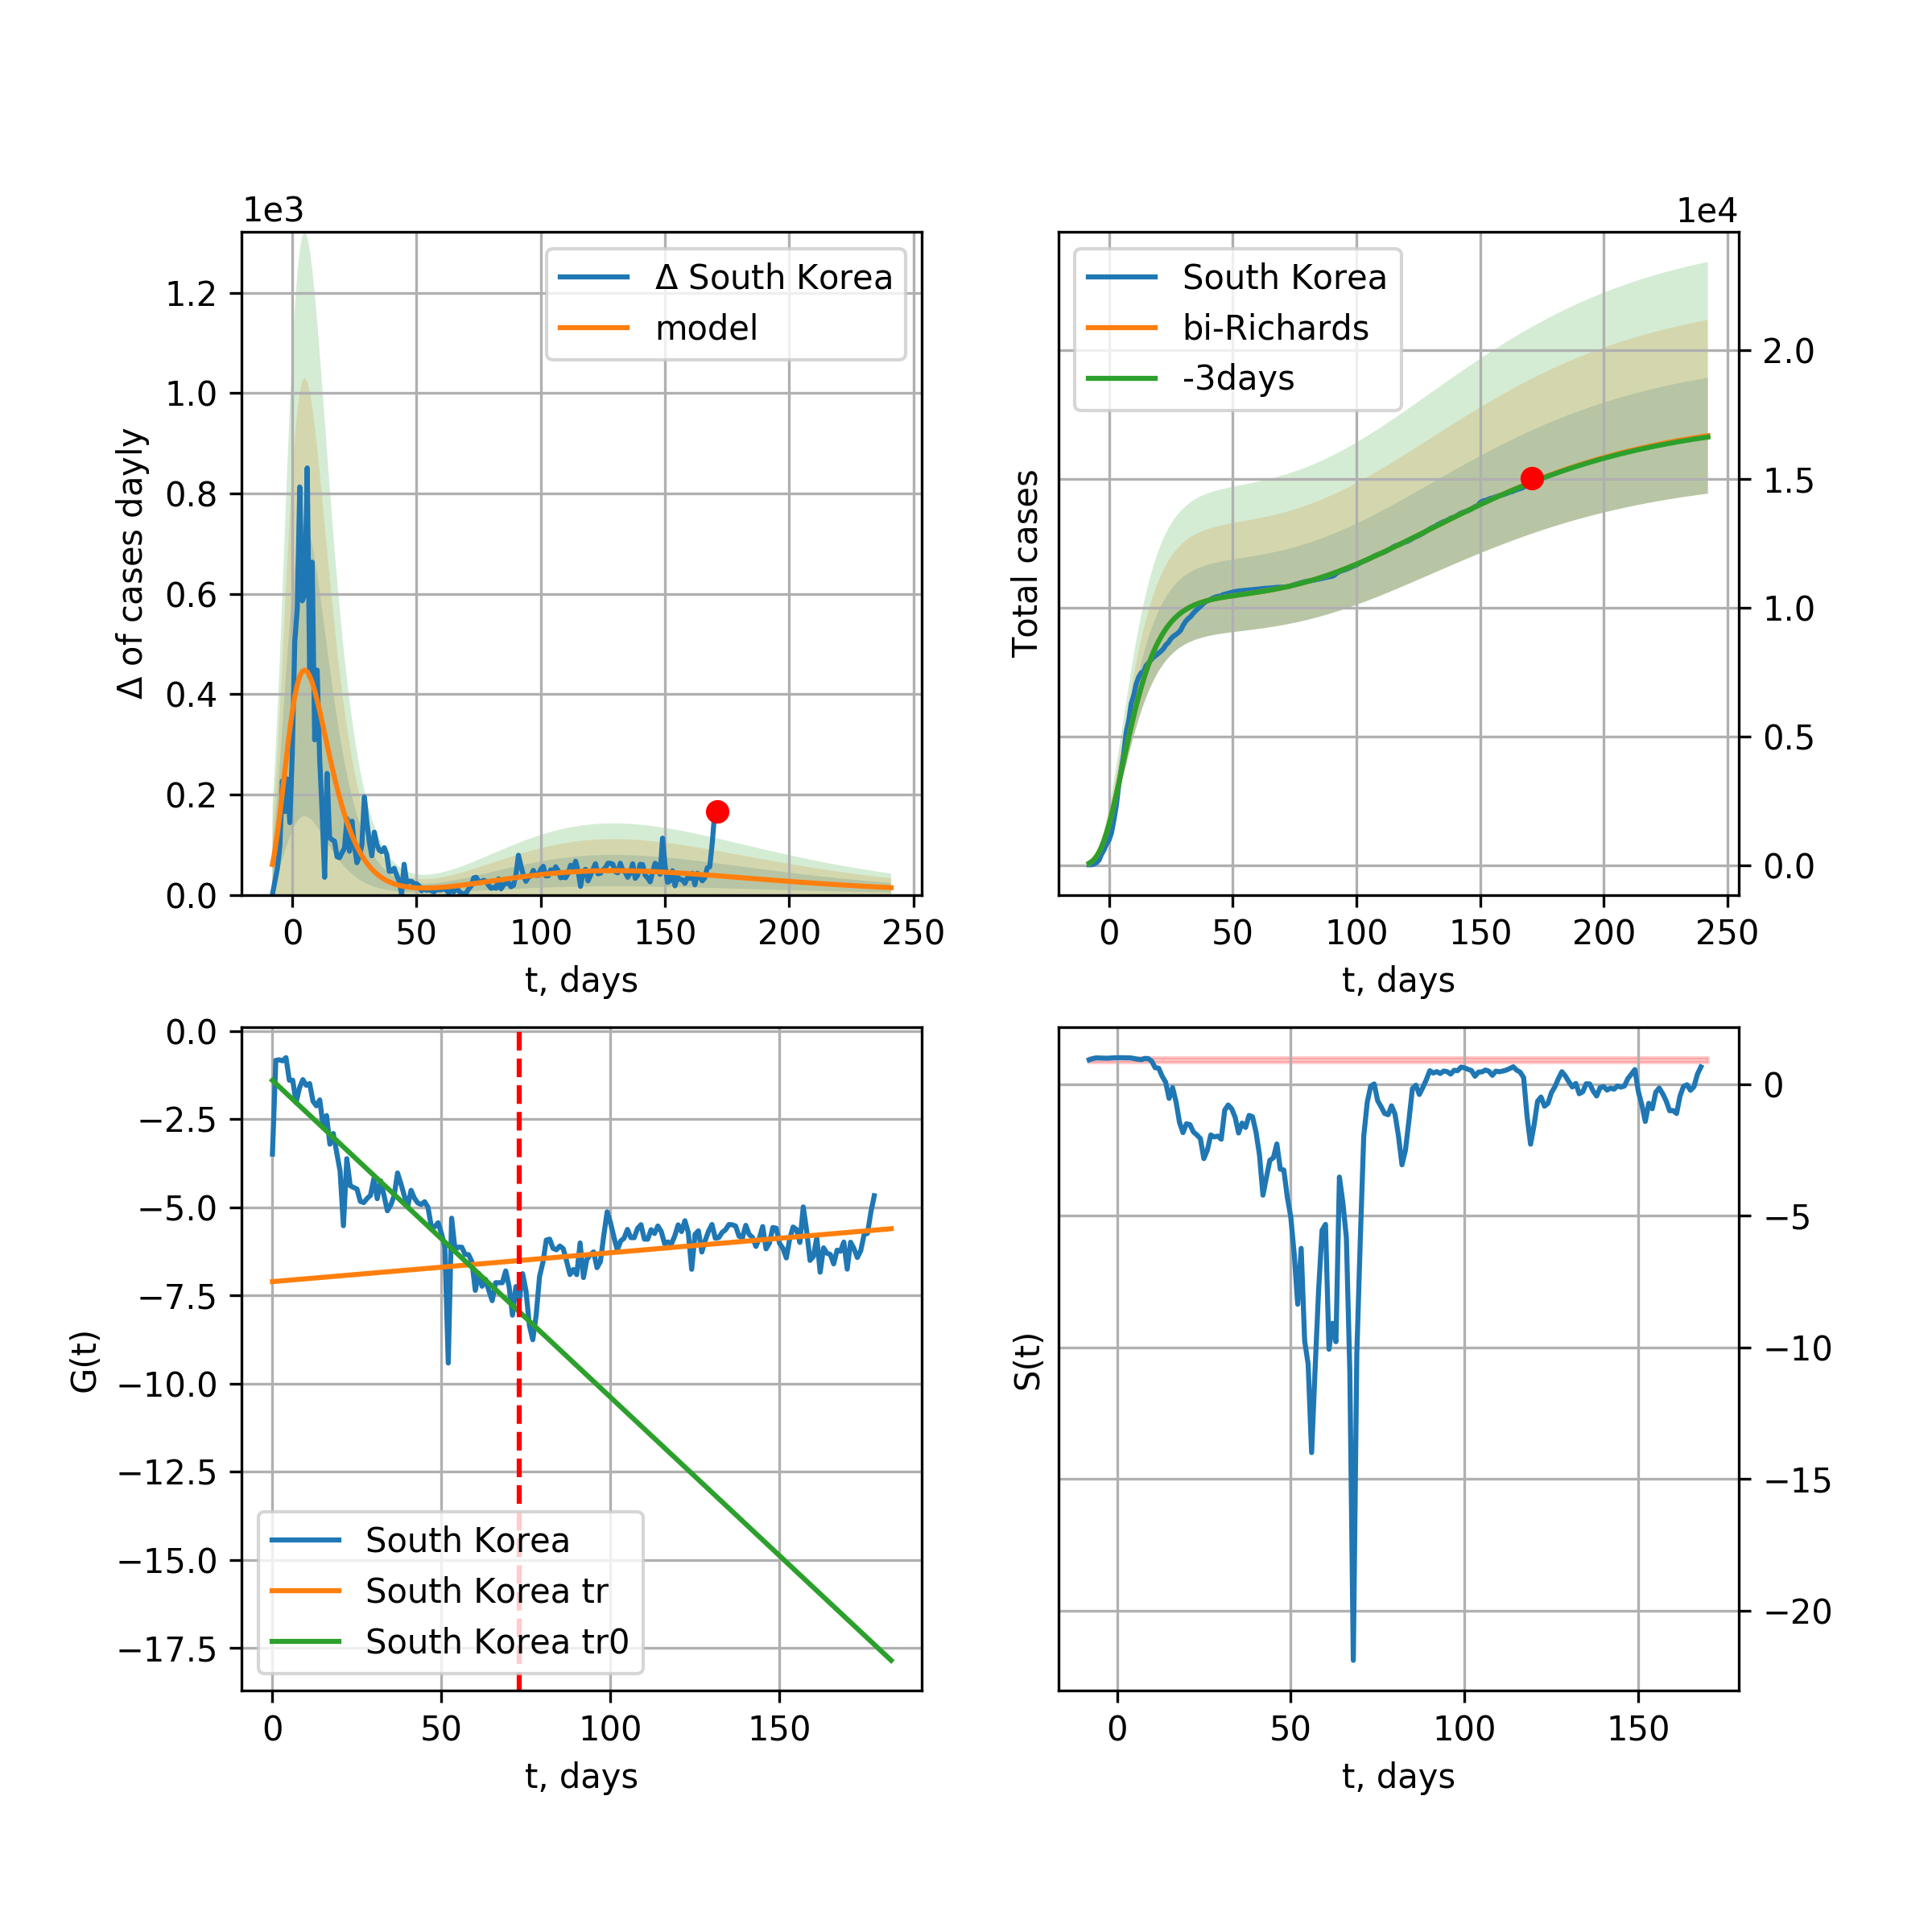 1e3
Δ of cases dayly
1.2
1.0
0.8
0.6
0.4
0.2
0.0
Δ South Korea
model
0 50 100 150 200 250
t, days
1e4
Total cases
South Korea
bi-Richards
-3days
2.0
1.5
1.0
0.5
0.0
0 50 100 150 200 250
t, days
G(t)
0.0
−2.5
−5.0
−7.5
−10.0
−12.5
−15.0
−17.5
South Korea
South Korea tr
South Korea tr0
0 50 100 150
t, days
S(t)
0
−5
−10
−15
−20
0 50 100 150
t, days